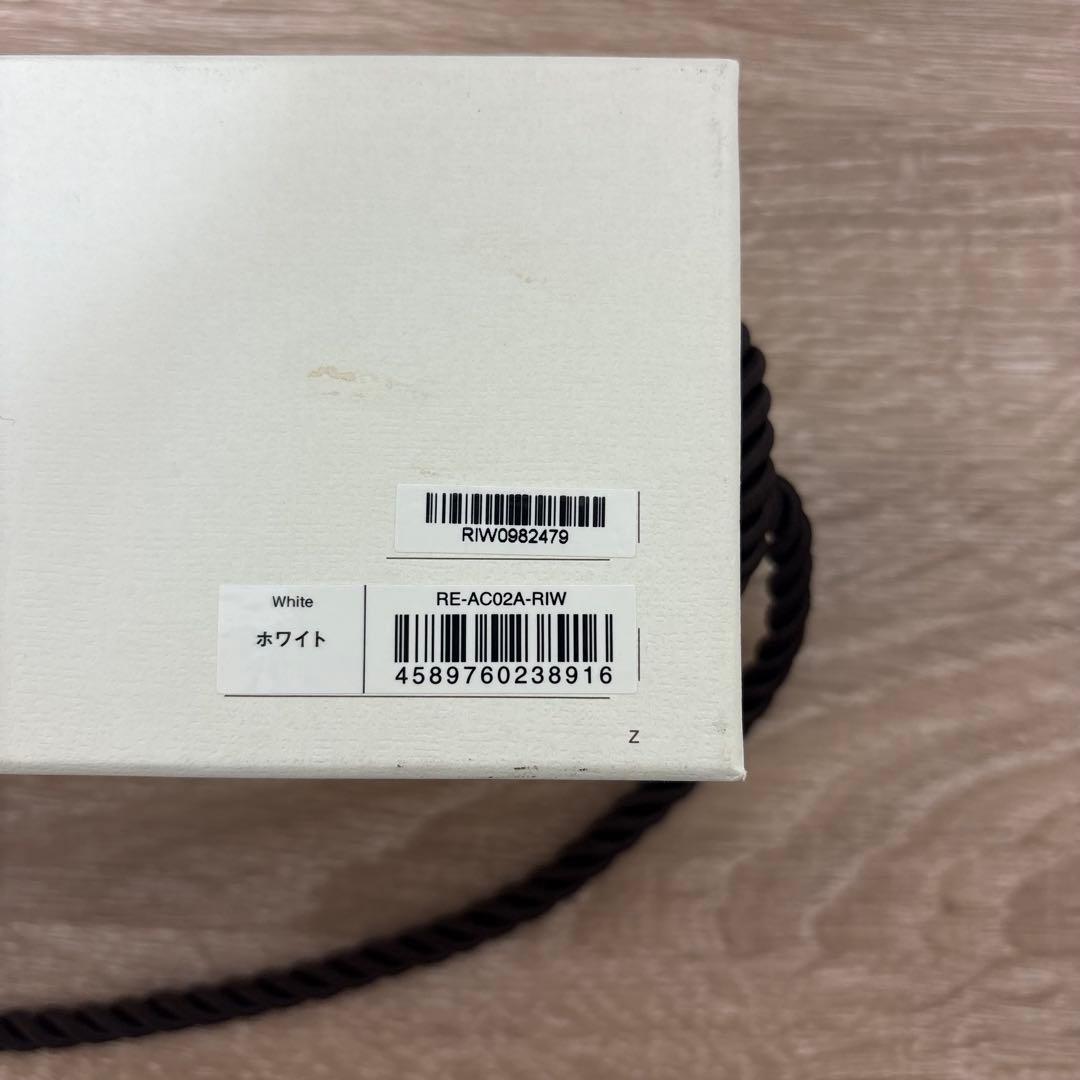 RIW0982479
White
ホワイト
RE-AC02A-RIW
4589760238916
Z